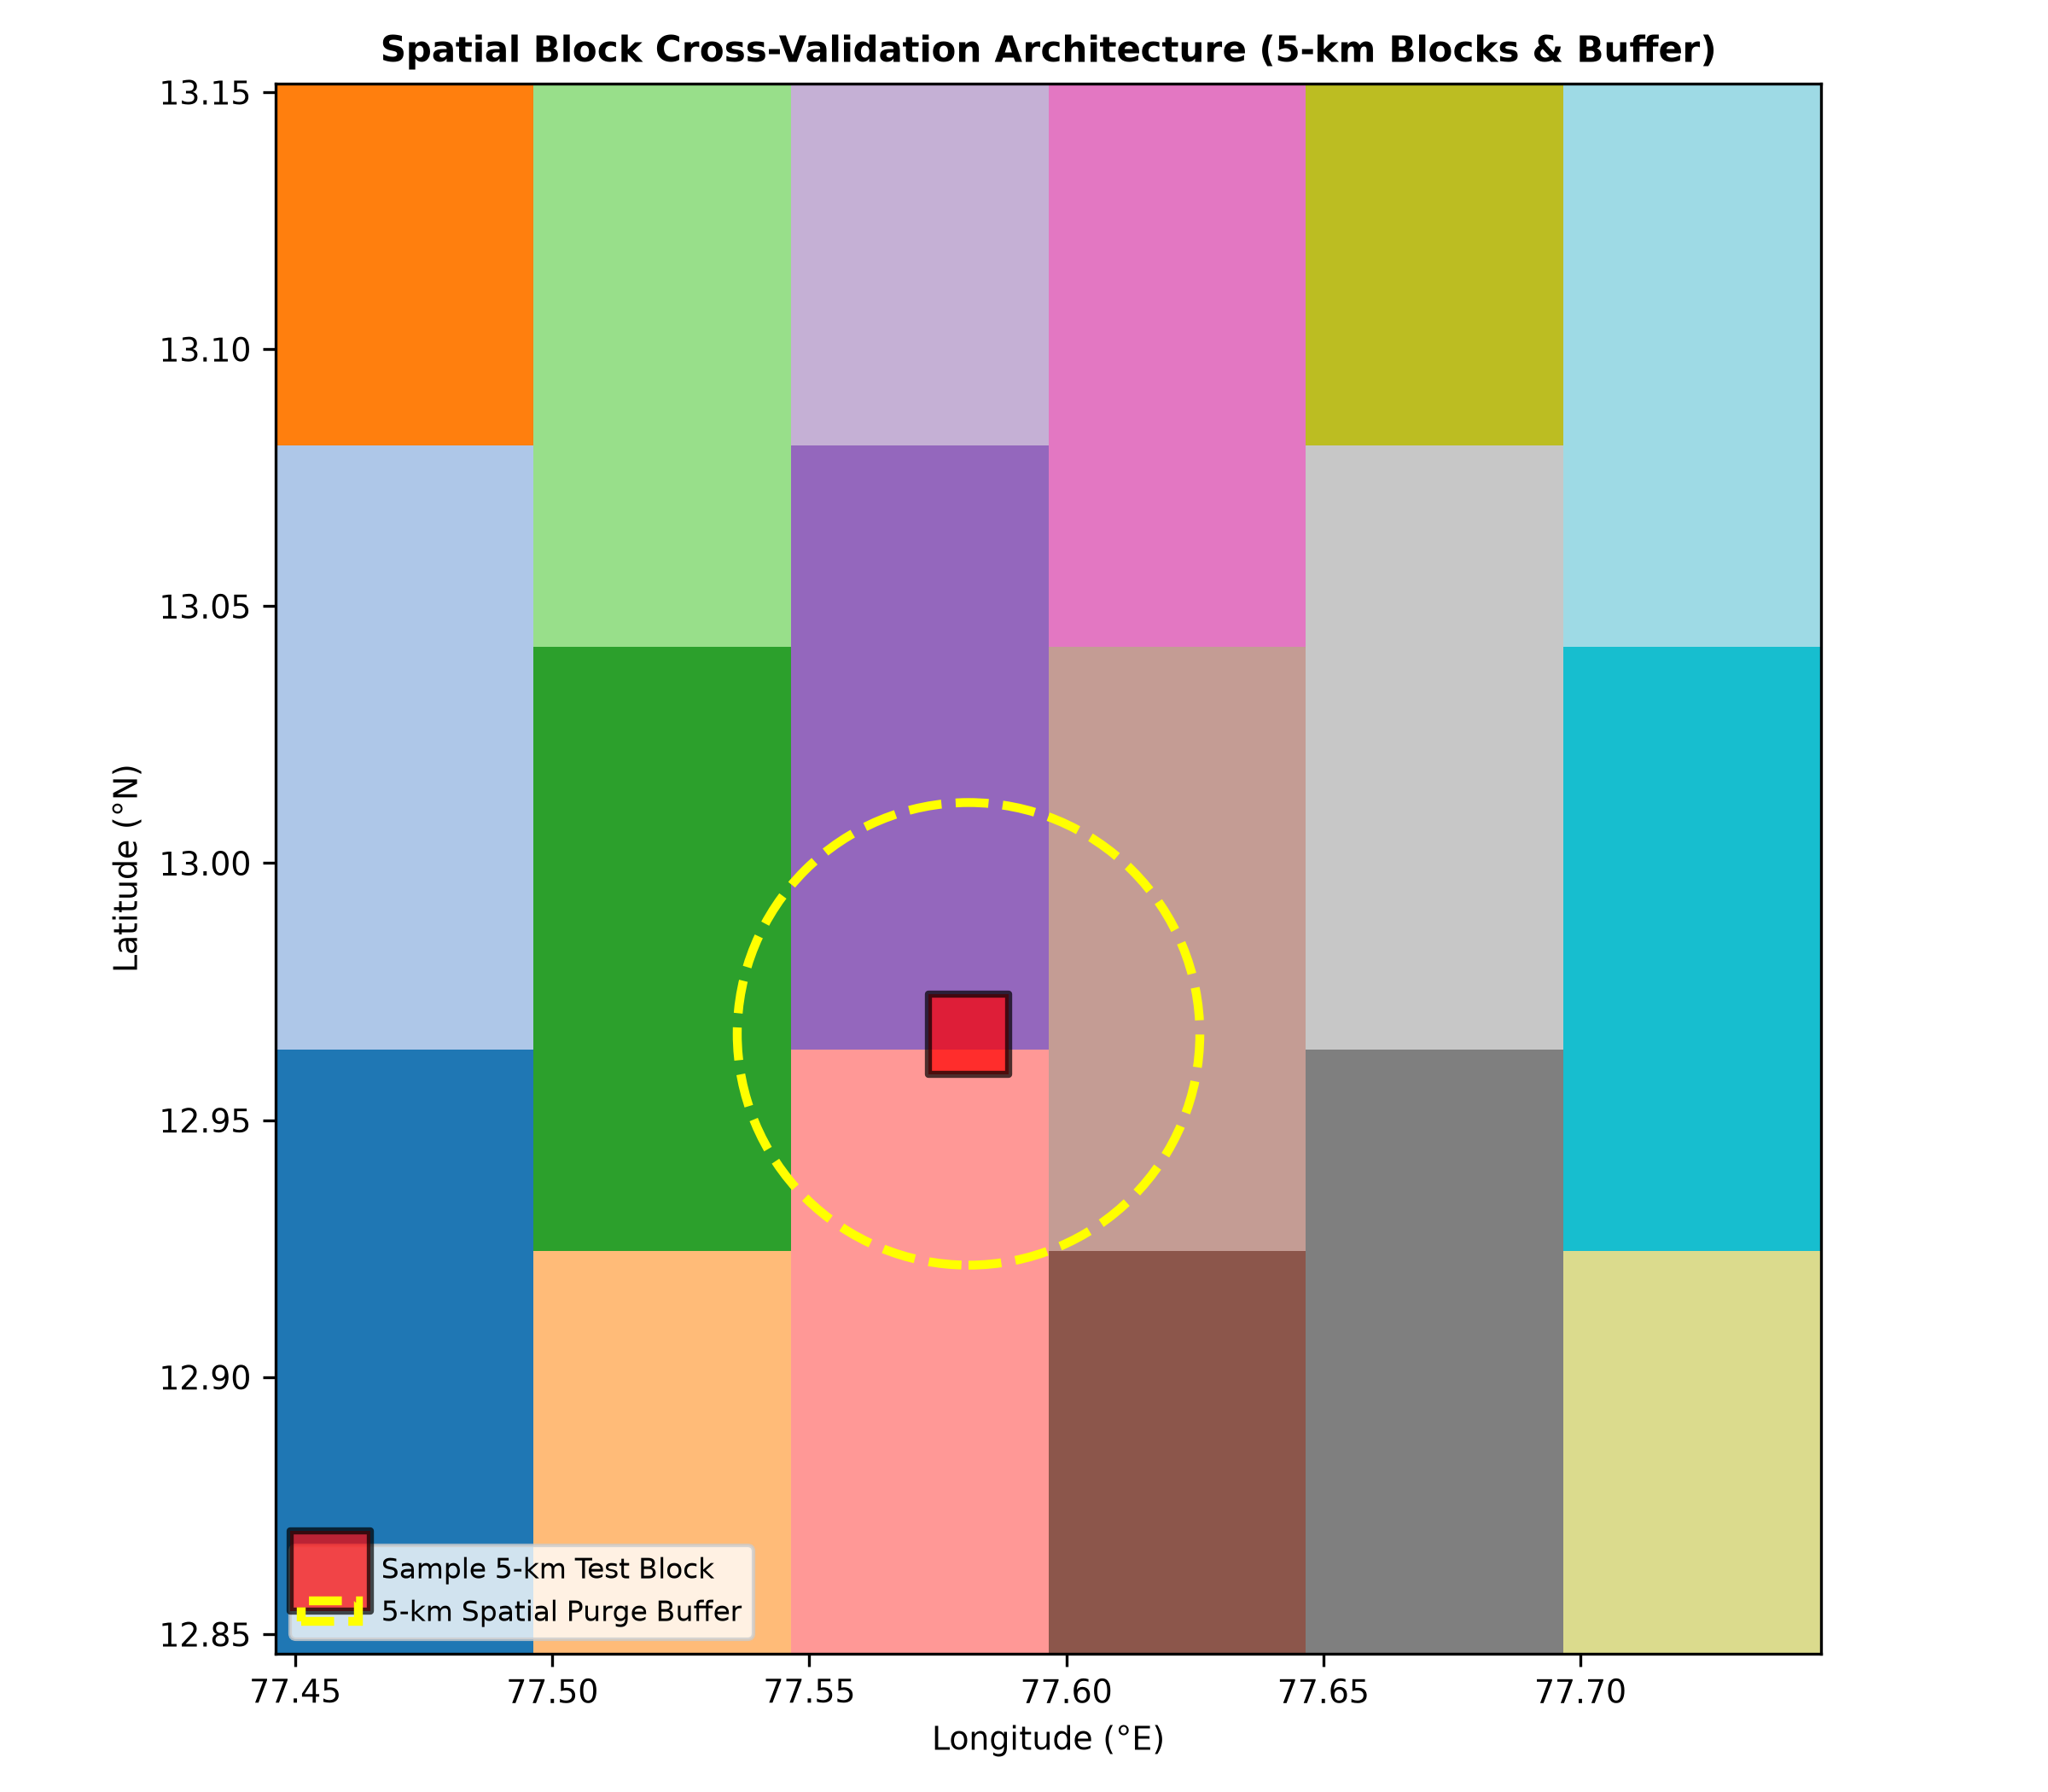 Spatial Block Cross-Validation Architecture (5-km Blocks & Buffer)
13.15
13.10
13.05
13.00
12.95
12.90
12.85
Latitude (°N)
Sample 5-km Test Block
5-km Spatial Purge Buffer
77.45 77.50 77.55 77.60 77.65 77.70
Longitude (°E)